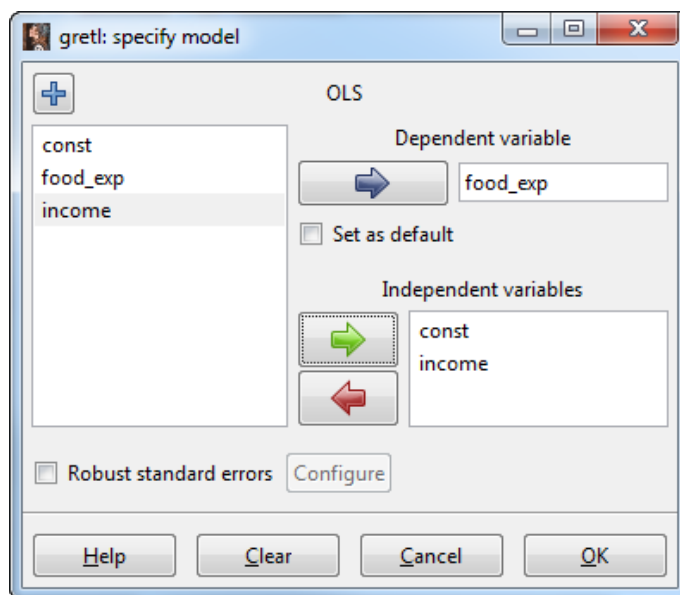 gretl: specify model
OLS
const
food_exp
income
Dependent variable
food_exp
Set as default
Independent variables
const
income
Robust standard errors Configure
Help Clear Cancel OK